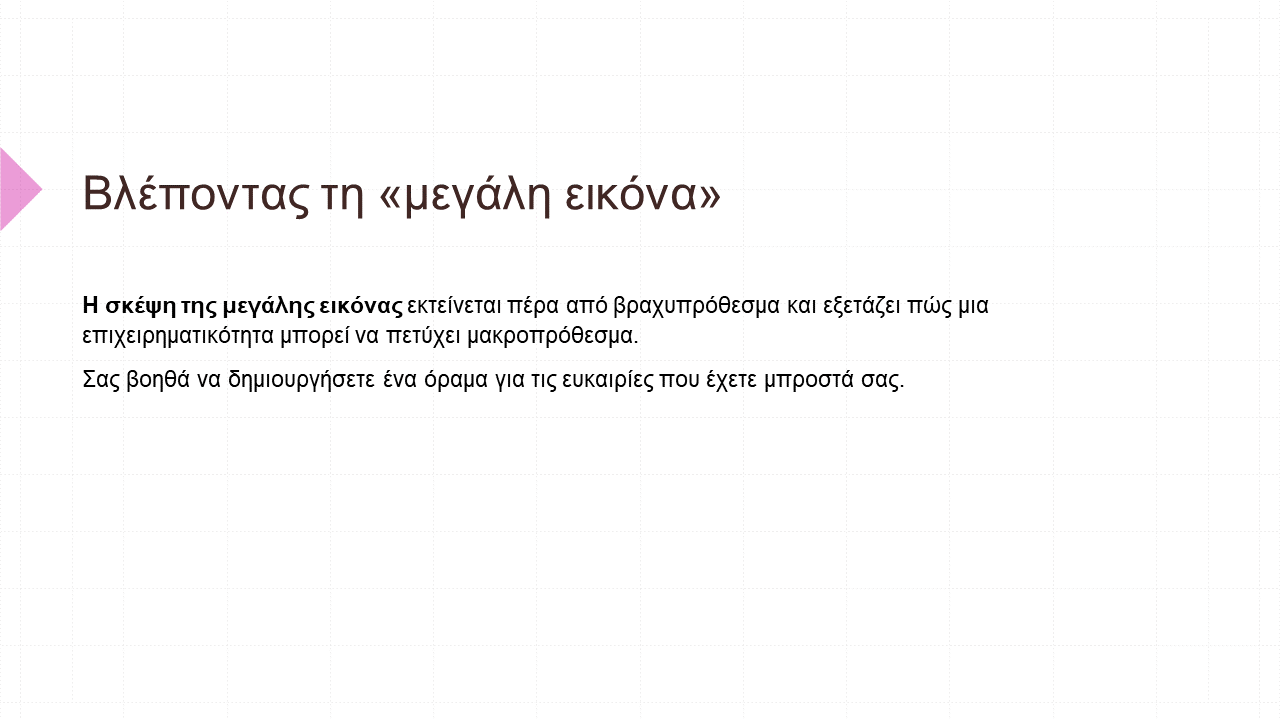 Βλέποντας τη «μεγάλη εικόνα»
Η σκέψη της μεγάλης εικόνας εκτείνεται πέρα από βραχυπρόθεσμα και εξετάζει πώς μια
επιχειρηματικότητα μπορεί να πετύχει μακροπρόθεσμα.
Σας βοηθά να δημιουργήσετε ένα όραμα για τις ευκαιρίες που έχετε μπροστά σας.